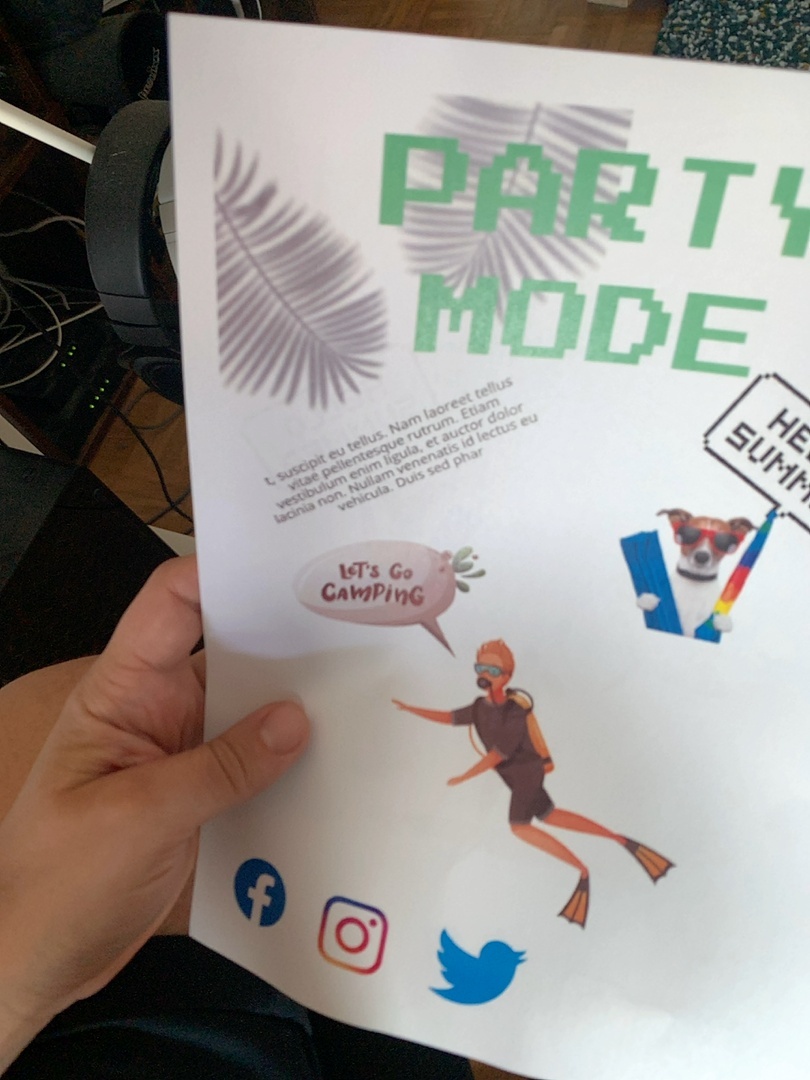 PARTY
MODE
t, suscipit eu tellus. Nam laoreet tellus
vitae pellentesque rutrum. Etiam
vestibulum enim ligula, et auctor dolor
lacinia non. Nullam venenatis id lectus eu
vehicula. Duis sed phar
LET'S GO
CAMPING